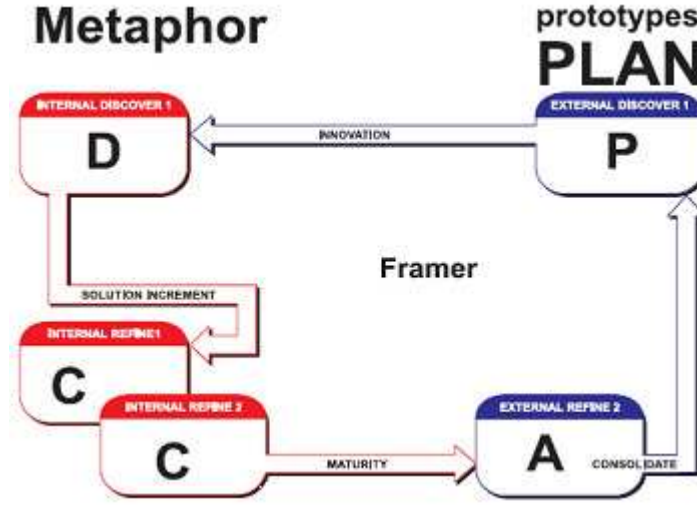 Metaphor
prototypes
PLAN
INTERNAL DISCOVER 1
EXTERNAL DISCOVER 1
D
INNOVATION
P
Framer
SOLUTION INCREMENT
INTERNAL REFINE1
C
INTERNAL REFINE 2
EXTERNAL REFINE 2
C
MATURITY
A
CONSOLIDATE